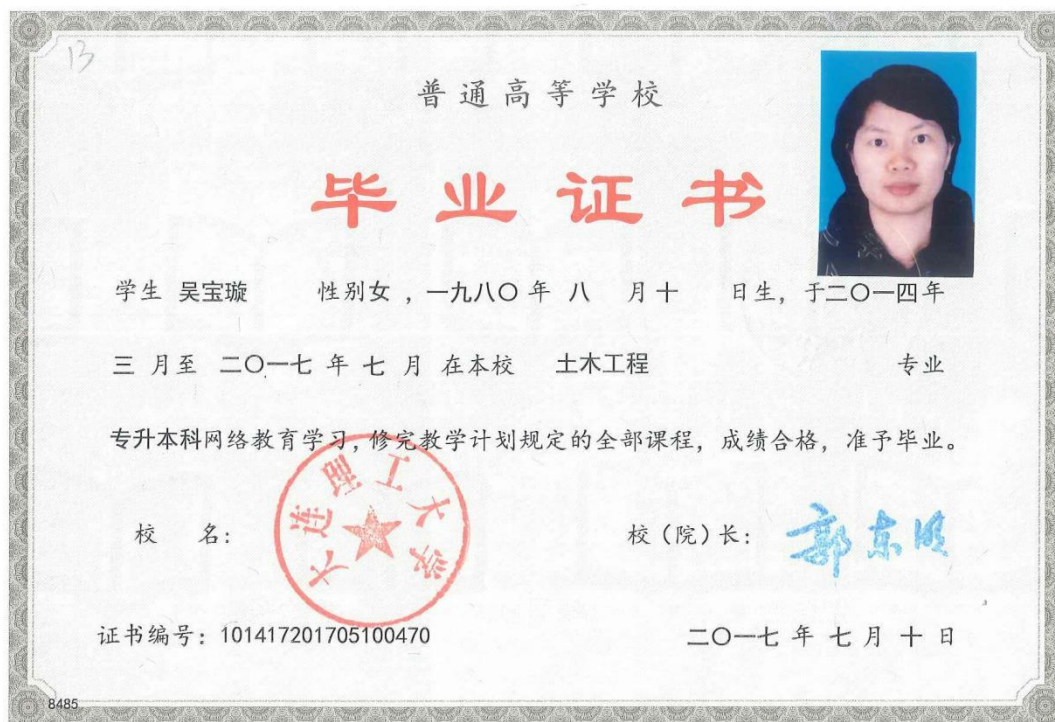 13
普通高等学校
毕业证书
学生 吴宝璇 性别女，一九八〇年 八 月十 日生，于二〇一四年
三 月至 二〇一七 年 七 月 在本校 土木工程 专业
专升本科网络教育学习，修完教学计划规定的全部课程，成绩合格，准予毕业。
校 名：
大连理工大学
校（院）长：
郭东明
证书编号：101417201705100470
二〇一七 年 七 月 十 日
8485